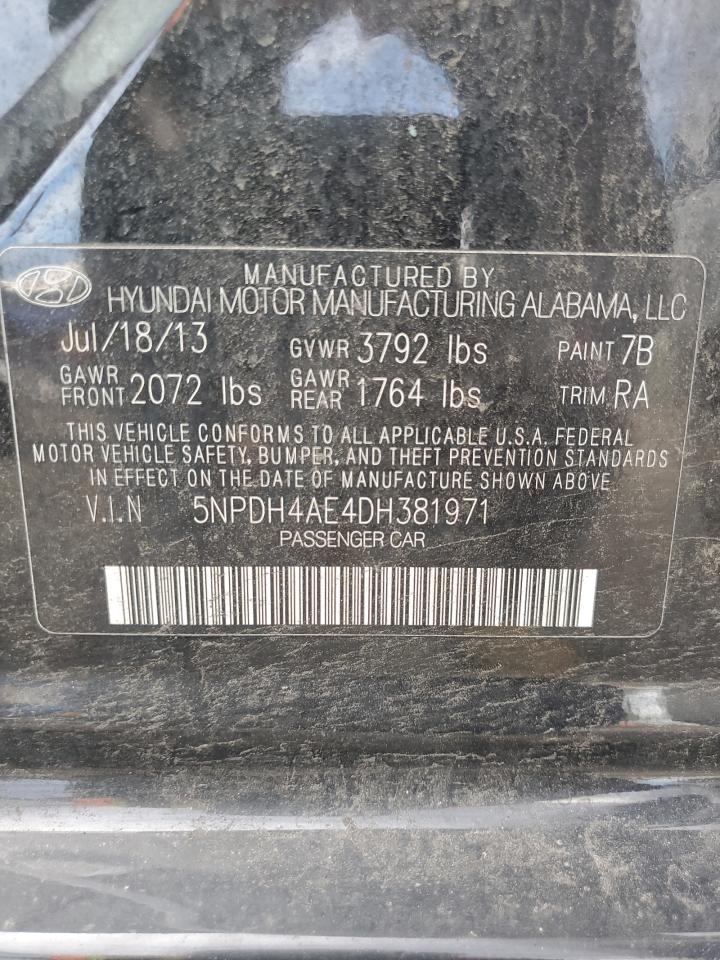 MANUFACTURED BY
HYUNDAI MOTOR MANUFACTURING ALABAMA, LLC
Jul/18/13 GVWR 3792 lbs PAINT 7B
GAWR FRONT 2072 lbs GAWR REAR 1764 lbs TRIM RA
THIS VEHICLE CONFORMS TO ALL APPLICABLE U.S.A. FEDERAL
MOTOR VEHICLE SAFETY, BUMPER, AND THEFT PREVENTION STANDARDS
IN EFFECT ON THE DATE OF MANUFACTURE SHOWN ABOVE.
V.I.N 5NPDH4AE4DH381971
PASSENGER CAR